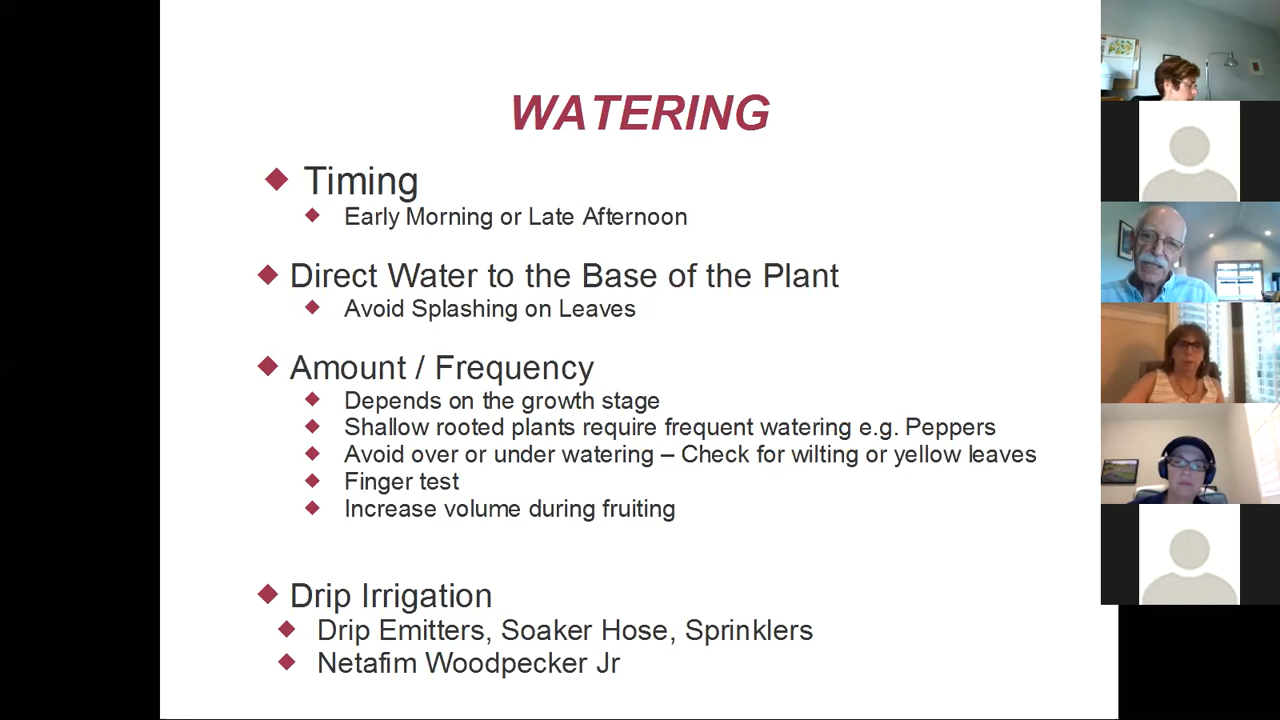 WATERING
Timing
Early Morning or Late Afternoon
Direct Water to the Base of the Plant
Avoid Splashing on Leaves
Amount / Frequency
Depends on the growth stage
Shallow rooted plants require frequent watering e.g. Peppers
Avoid over or under watering – Check for wilting or yellow leaves
Finger test
Increase volume during fruiting
Drip Irrigation
Drip Emitters, Soaker Hose, Sprinklers
Netafim Woodpecker Jr